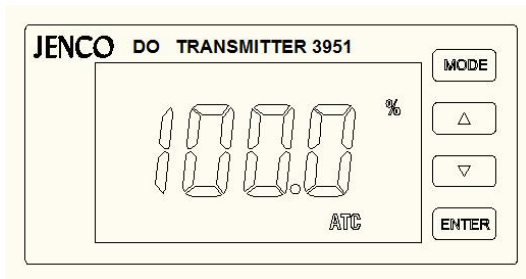 JENCO DO TRANSMITTER 3951
MODE
100.0 %
ATC
ENTER